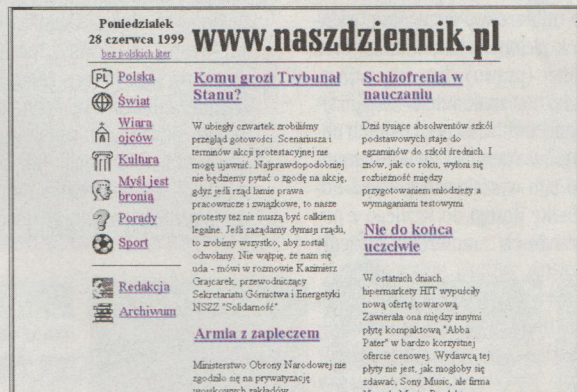 Poniedziałek
28 czerwca 1999
bez polskich liter
www.naszdziennik.pl
PL Polska
Świat
Wiara
ojców
Kultura
Myśl jest
bronią
Porady
Sport
Redakcja
Archiwum
Komu grozi Trybunał
Stanu?
W ubiegły czwartek zrobiliśmy
przegląd gotowości. Scenariusza i
terminów akcji protestacyjnej nie
mogę ujawnić. Najprawdopodobniej
nie będziemy pytać o zgodę na akcję,
gdyż jeśli rząd łamie prawa
pracownicze i związkowe, to nasze
protesty też nie muszą być całkiem
legalne. Jeśli zażądamy dymisji rządu,
to zrobimy wszystko, aby został
odwołany. Nie wątpię, że nam się
uda - mówi w rozmowie Kazimierz
Grajcarek, przewodniczący
Sekretariatu Górnictwa i Energetyki
NSZZ "Solidarność"
Armia z zapleczem
Ministerstwo Obrony Narodowej nie
zgodziło się na prywatyzację
wojskowych zakładów
Schizofrenia w
nauczaniu
Dziś tysiące absolwentów szkół
podstawowych staje do
egzaminów do szkół średnich. I
znów, jak co roku, wyłoni się
rozbieżność między
przygotowaniem młodzieży a
wymaganiami testowymi.
Nie do końca
uczciwie
W ostatnich dniach
hipermarkety HIT wypuściły
nową ofertę towarową.
Zawierała ona między innymi
płytę kompaktową "Abba
Pater" w bardzo korzystnej
ofercie cenowej. Wydawcą tej
płyty nie jest, jak mogłoby się
zdawać, Sony Music, ale firma